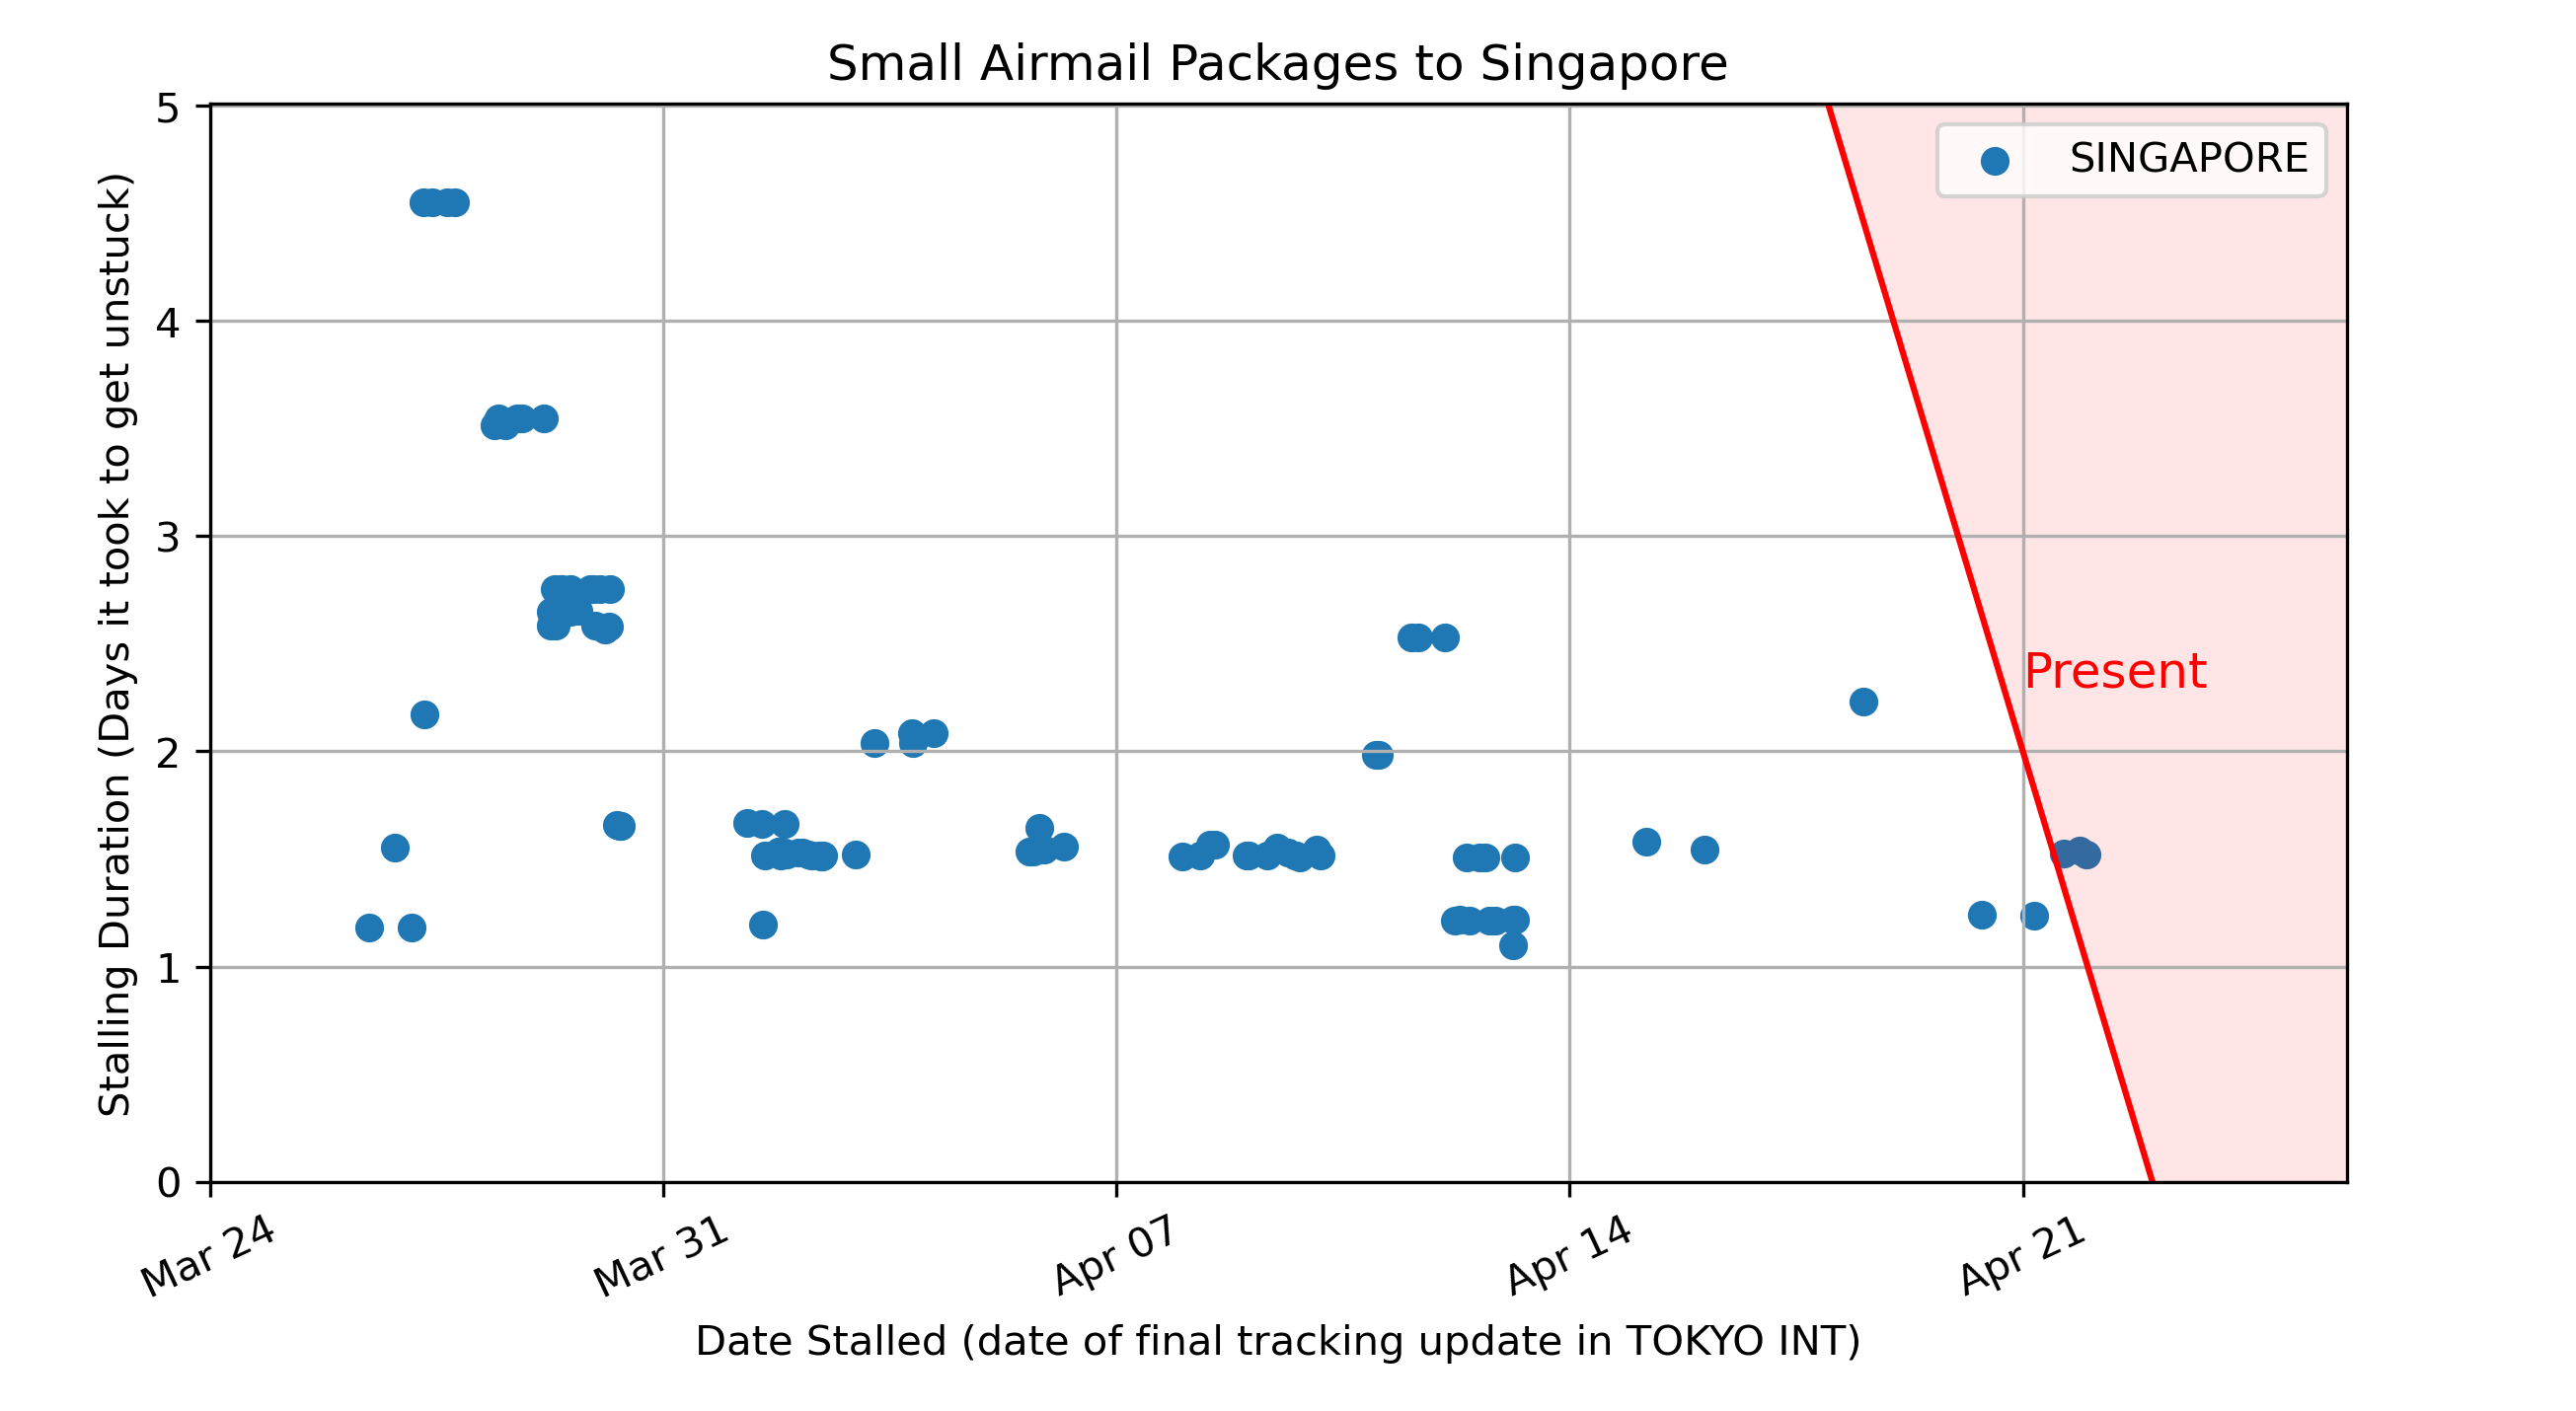 Small Airmail Packages to Singapore
SINGAPORE
Present
Stalling Duration (Days it took to get unstuck)
5
4
3
2
1
0
Mar 24
Mar 31
Apr 07
Apr 14
Apr 21
Date Stalled (date of final tracking update in TOKYO INT)